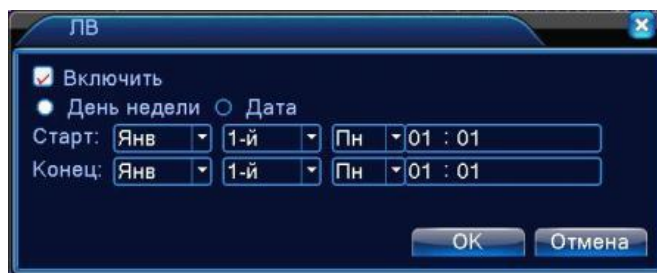 ЛВ
Включить
День недели Дата
Старт: Янв 1-й Пн 01 : 01
Конец: Янв 1-й Пн 01 : 01
OK Отмена